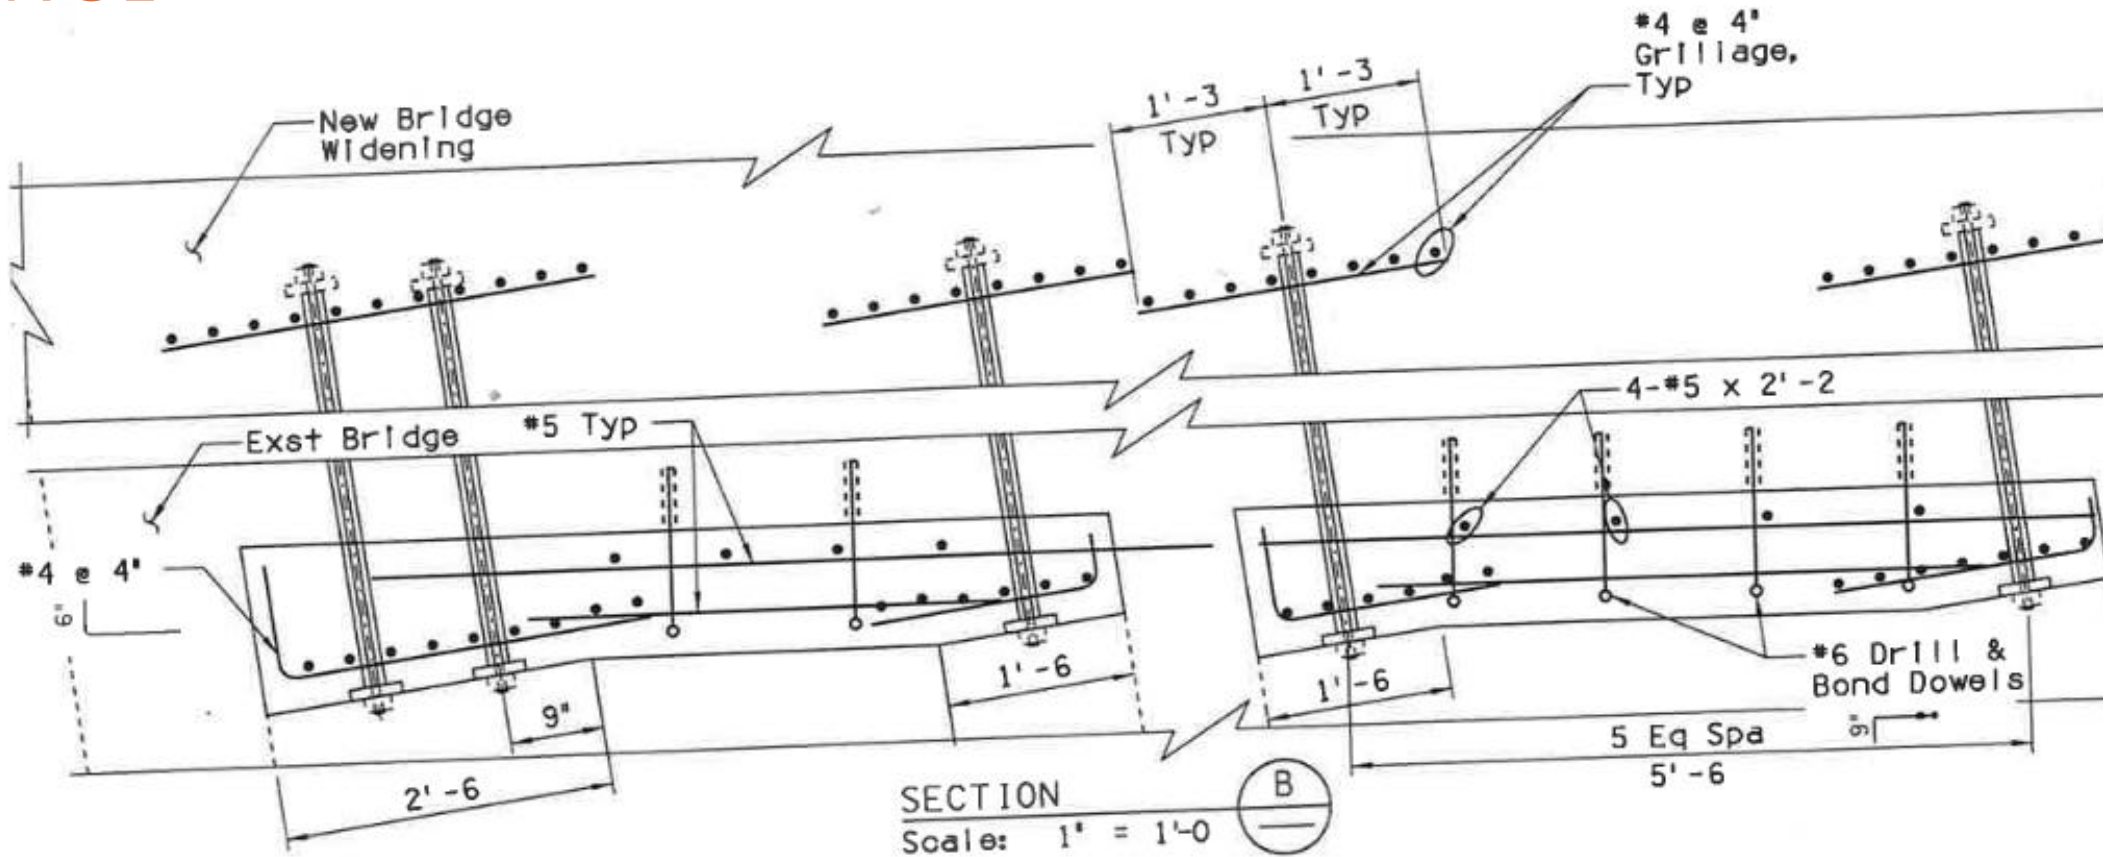 #4 @ 4"
Grillage,
Typ
1'-3
Typ
1'-3
Typ
New Bridge
Widening
4-#5 x 2'-2
#5 Typ
Exst Bridge
#4 @ 4"
6"
1'-6
1'-6
#6 Drill &
Bond Dowels
9"
6"
5 Eq Spa
5'-6
2'-6
SECTION
B
Scale: 1" = 1'-0